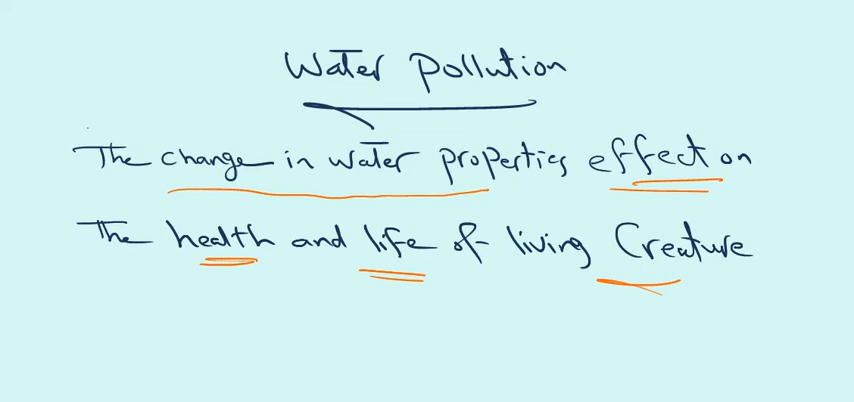 Water Pollution
The change in water properties effect on
The health and life of living Creature